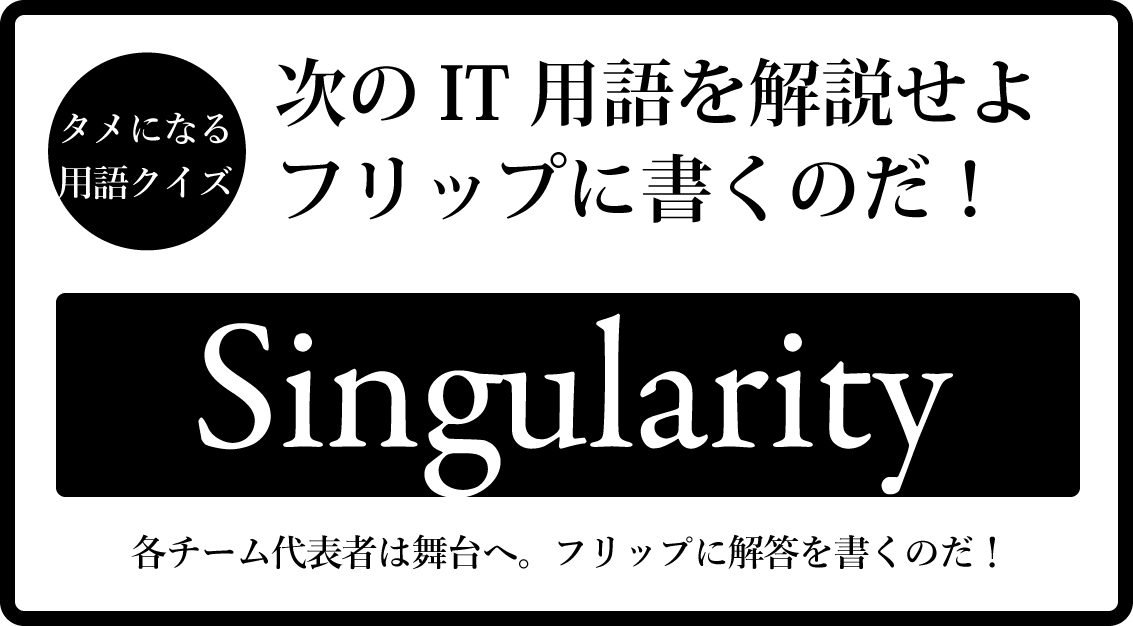 タメになる
用語クイズ
次のIT用語を解説せよ
フリップに書くのだ！
Singularity
各チーム代表者は舞台へ。フリップに解答を書くのだ！